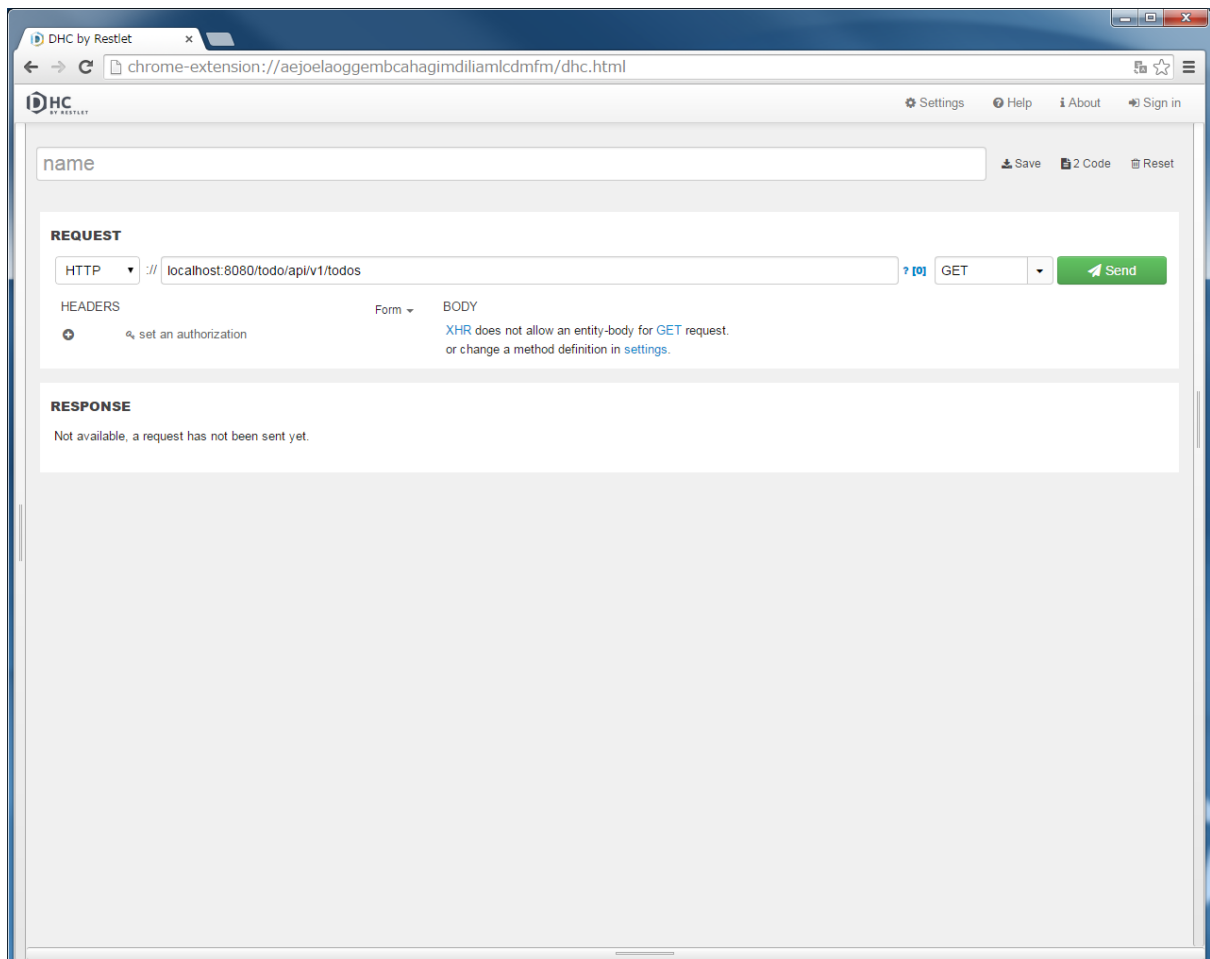 DHC by Restlet
chrome-extension://aejoelaoggembcahagimdiliamlcdmfm/dhc.html
DHC BY RESTLET Settings Help About Sign in
name Save 2 Code Reset
REQUEST
HTTP :// localhost:8080/todo/api/v1/todos ? [0] GET Send
HEADERS Form BODY
set an authorization XHR does not allow an entity-body for GET request.
or change a method definition in settings.
RESPONSE
Not available, a request has not been sent yet.